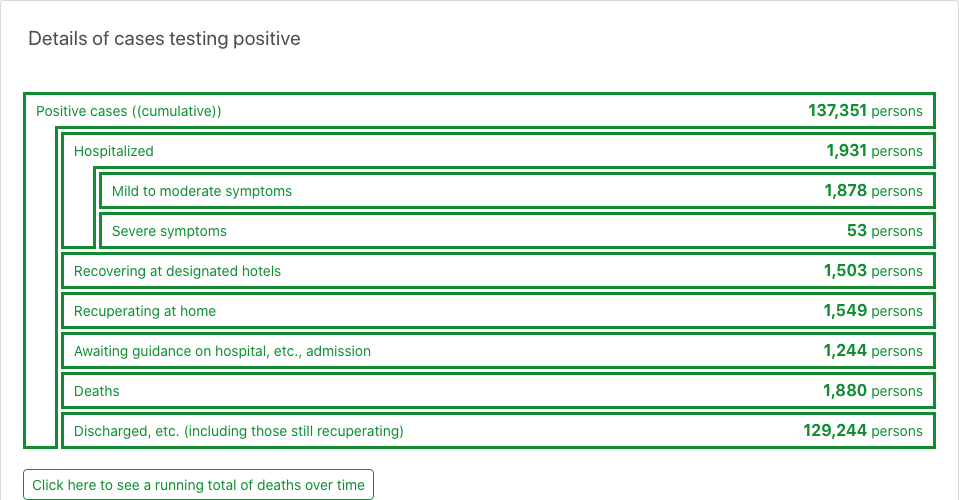 Details of cases testing positive
Positive cases ((cumulative)) 137,351 persons
Hospitalized 1,931 persons
Mild to moderate symptoms 1,878 persons
Severe symptoms 53 persons
Recovering at designated hotels 1,503 persons
Recuperating at home 1,549 persons
Awaiting guidance on hospital, etc., admission 1,244 persons
Deaths 1,880 persons
Discharged, etc. (including those still recuperating) 129,244 persons
Click here to see a running total of deaths over time